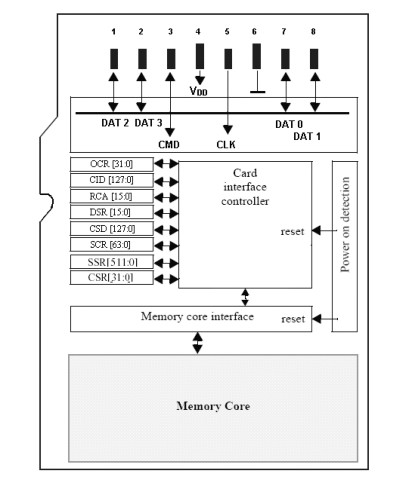 1 2 3 4 5 6 7 8
VDD
DAT 2 DAT 3 DAT 0
DAT 1
CMD CLK
OCR [31:0]
CID [127:0]
RCA [15:0]
DSR [15:0]
CSD [127:0]
SCR [63:0]
SSR[511:0]
CSR[31:0]
Card
interface
controller
reset
Power on detection
Memory core interface reset
Memory Core